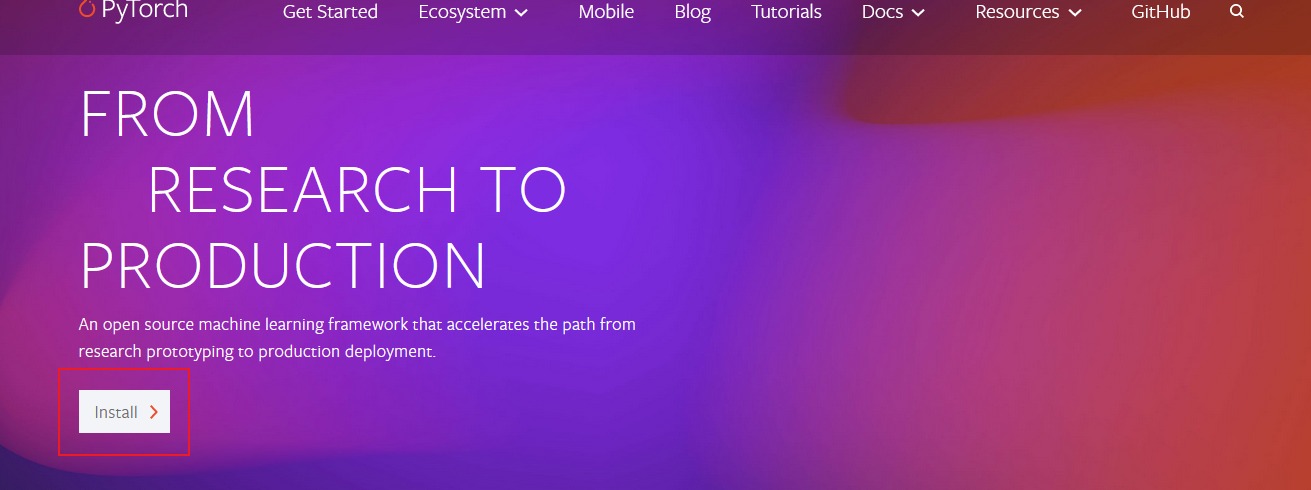 PyTorch Get Started Ecosystem Mobile Blog Tutorials Docs Resources GitHub
FROM
RESEARCH TO
PRODUCTION
An open source machine learning framework that accelerates the path from
research prototyping to production deployment.
Install